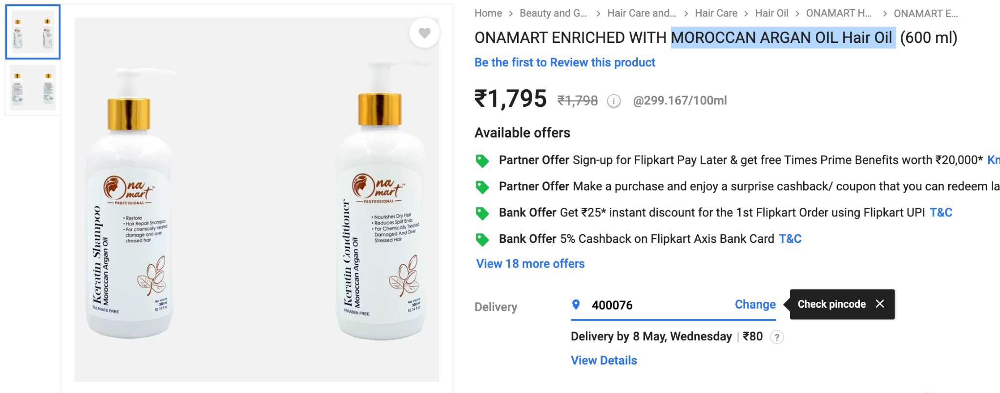 Home > Beauty and G... > Hair Care and... > Hair Care > Hair Oil > ONAMART H... > ONAMART E...
ONAMART ENRICHED WITH MOROCCAN ARGAN OIL Hair Oil (600 ml)
Be the first to Review this product
₹1,795 ₹1,798 i @299.167/100ml
Available offers
Partner Offer Sign-up for Flipkart Pay Later & get free Times Prime Benefits worth ₹20,000* Kn
Partner Offer Make a purchase and enjoy a surprise cashback/ coupon that you can redeem la
Bank Offer Get ₹25* instant discount for the 1st Flipkart Order using Flipkart UPI T&C
Bank Offer 5% Cashback on Flipkart Axis Bank Card T&C
View 18 more offers
Delivery 400076 Change Check pincode
Delivery by 8 May, Wednesday | ₹80 ?
View Details
Ona mart™
PROFESSIONAL
Keratin Shampoo
Moroccan Argan Oil
• Restore
• Hair Repair Shampoo
• For chemically treated
damage and over
stressed hair
SULPHATE FREE
Net Volume
300 ml
10.14 fl oz
Ona mart™
PROFESSIONAL
Keratin Conditioner
Moroccan Argan Oil
• Nourishes Dry Hair
• Reduces Split Ends
• For Chemically Treated
Damaged And Over
Stressed Hair
PARABEN FREE
Net Volume
300 ml
10.14 fl oz